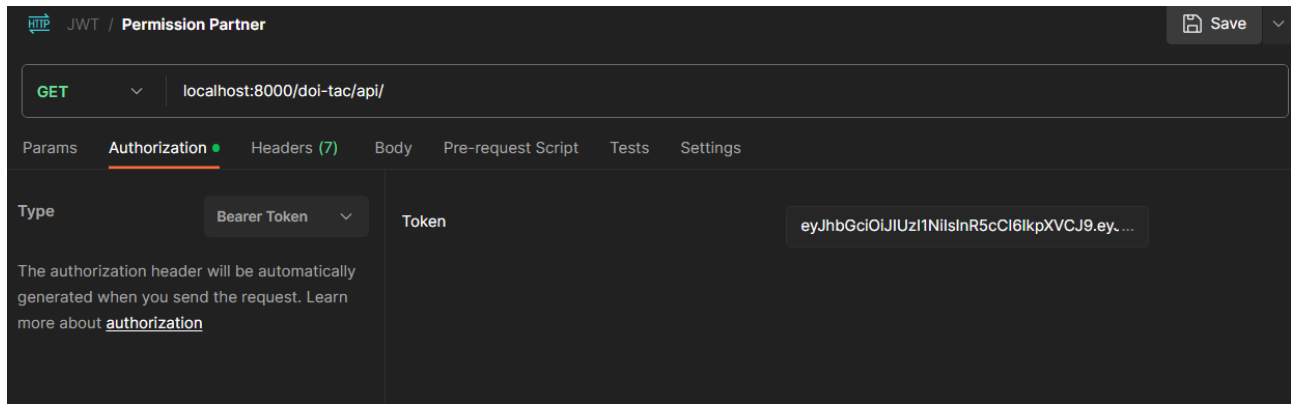 HTTP JWT / Permission Partner Save
GET localhost:8000/doi-tac/api/
Params Authorization Headers (7) Body Pre-request Script Tests Settings
Type Bearer Token
Token eyJhbGciOiJIUzI1NiIsInR5cCI6IkpXVCJ9.ey...
The authorization header will be automatically
generated when you send the request. Learn
more about authorization